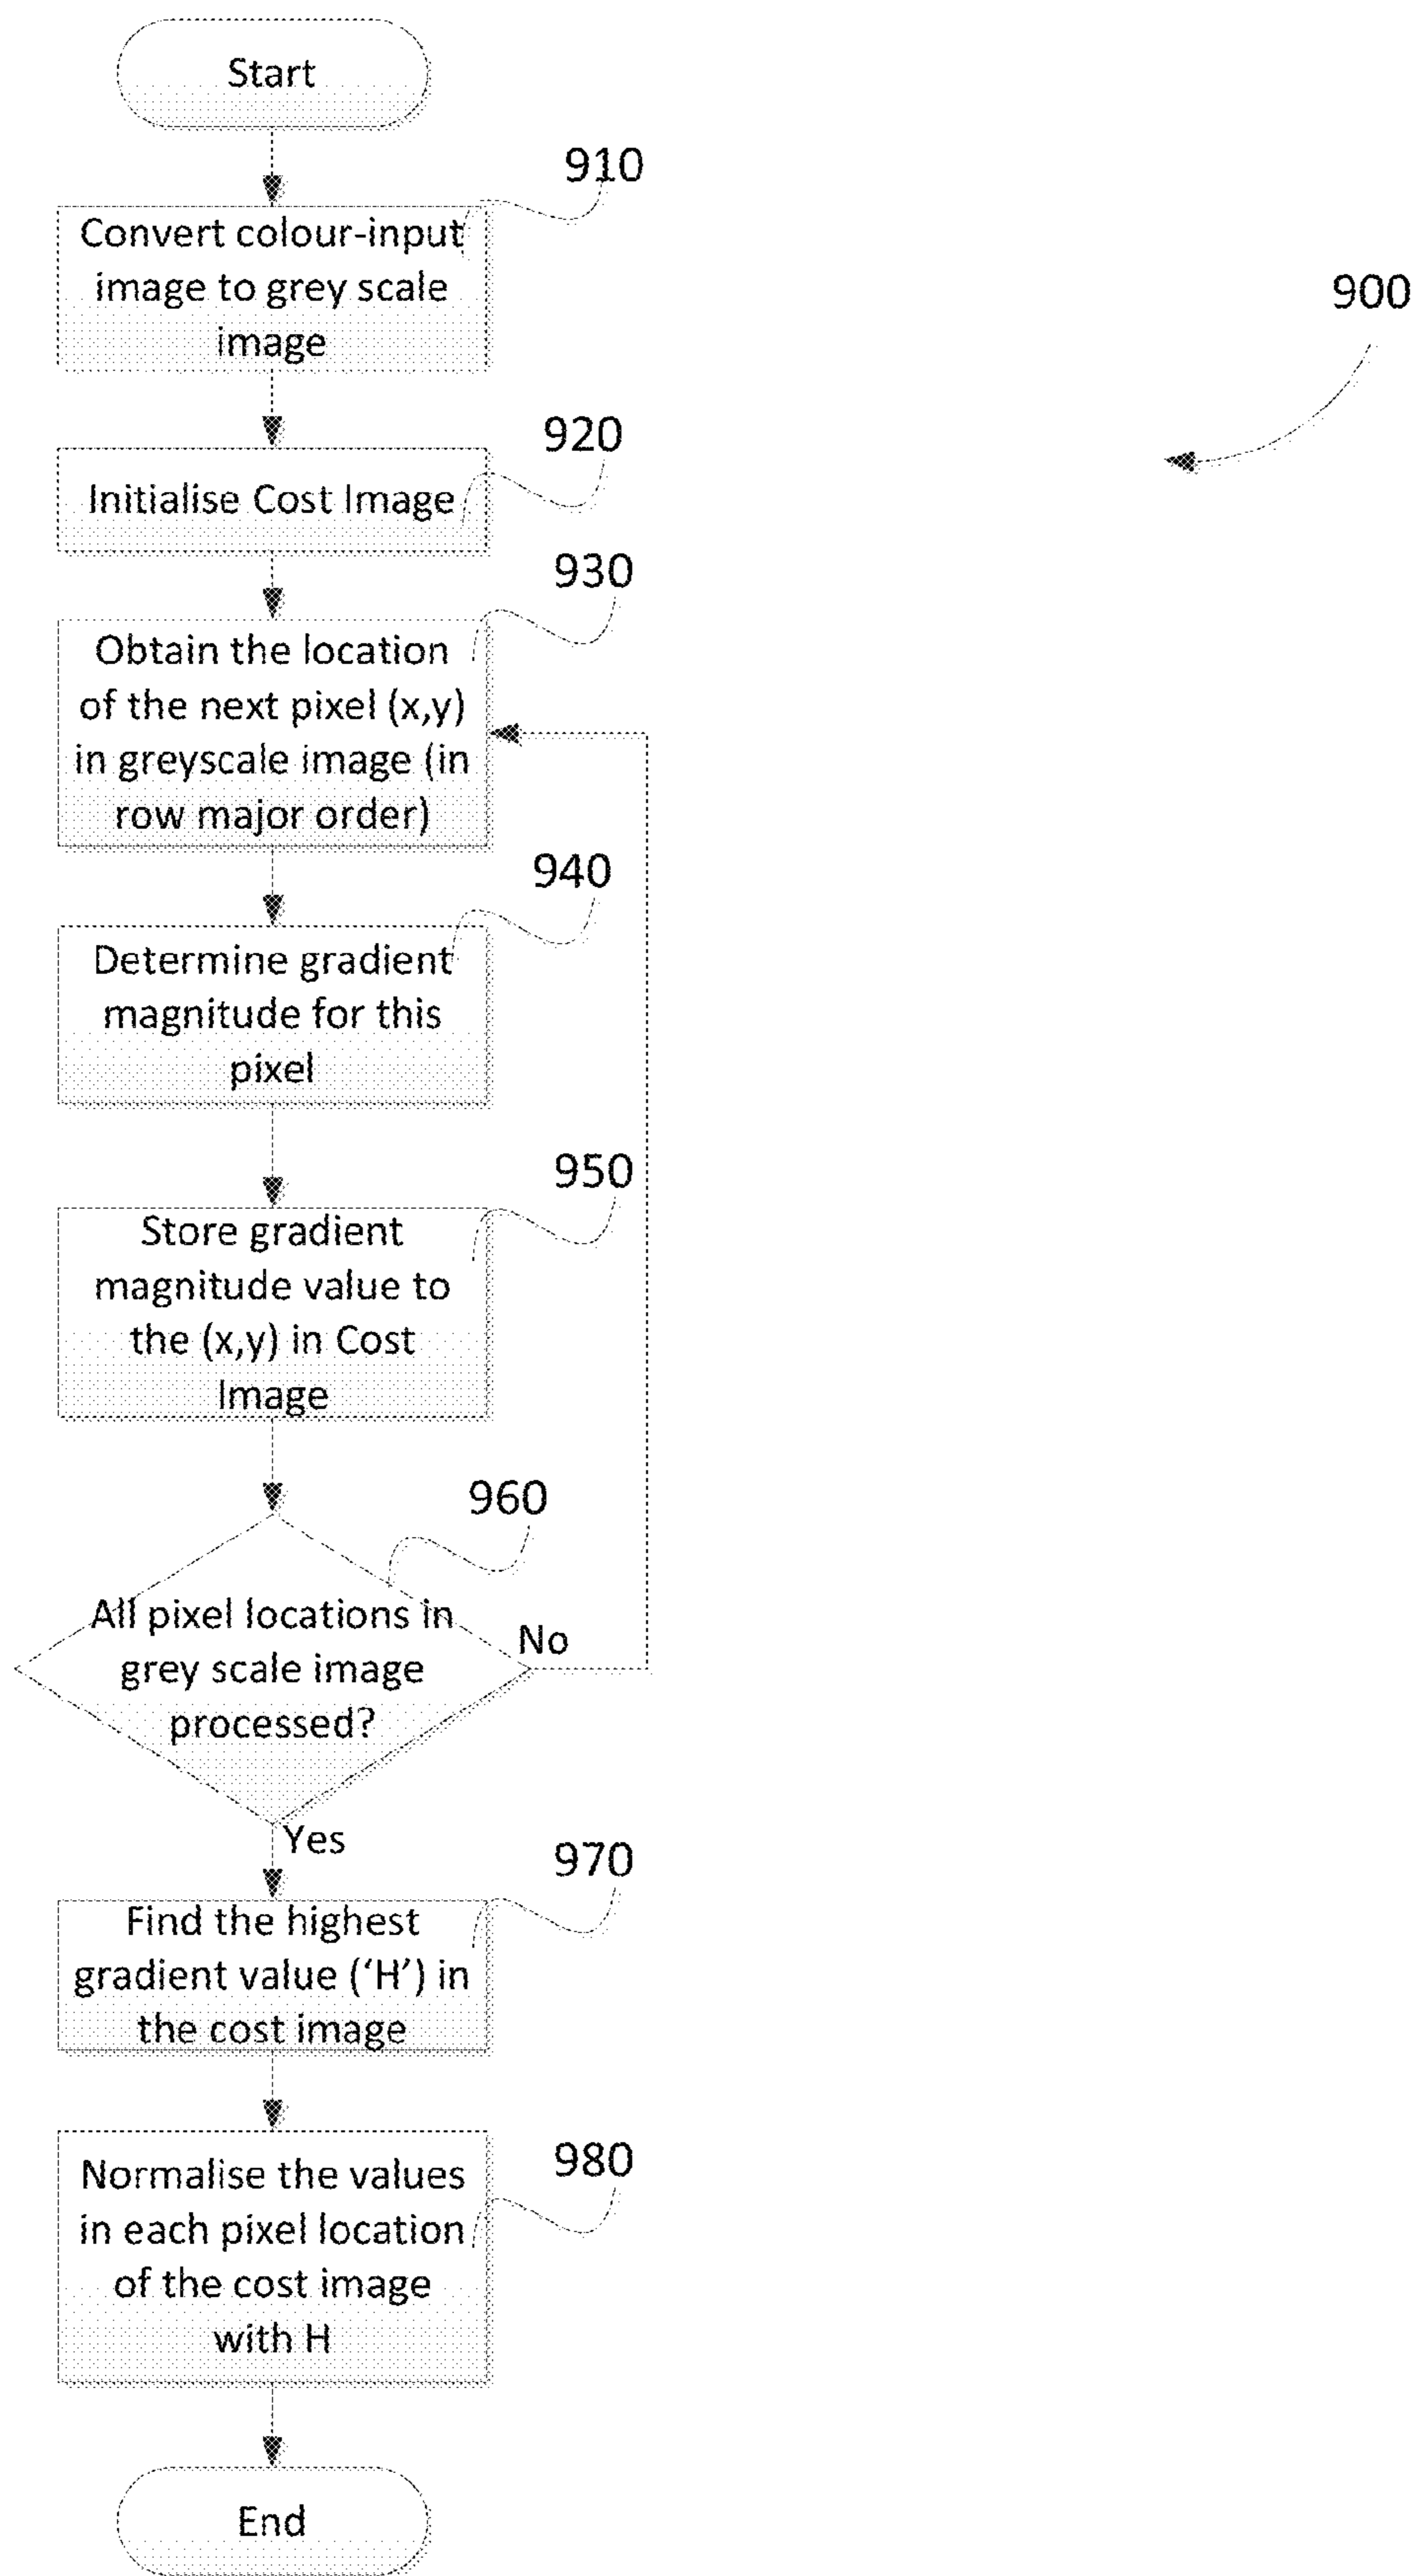 Start
910
Convert colour-input
image to grey scale
image
900
920
Initialise Cost Image
930
Obtain the location
of the next pixel (x,y)
in greyscale image (in
row major order)
940
Determine gradient
magnitude for this
pixel
950
Store gradient
magnitude value to
the (x,y) in Cost
Image
960
All pixel locations in
grey scale image
processed?
No
Yes
970
Find the highest
gradient value (‘H’) in
the cost image
980
Normalise the values
in each pixel location
of the cost image
with H
End